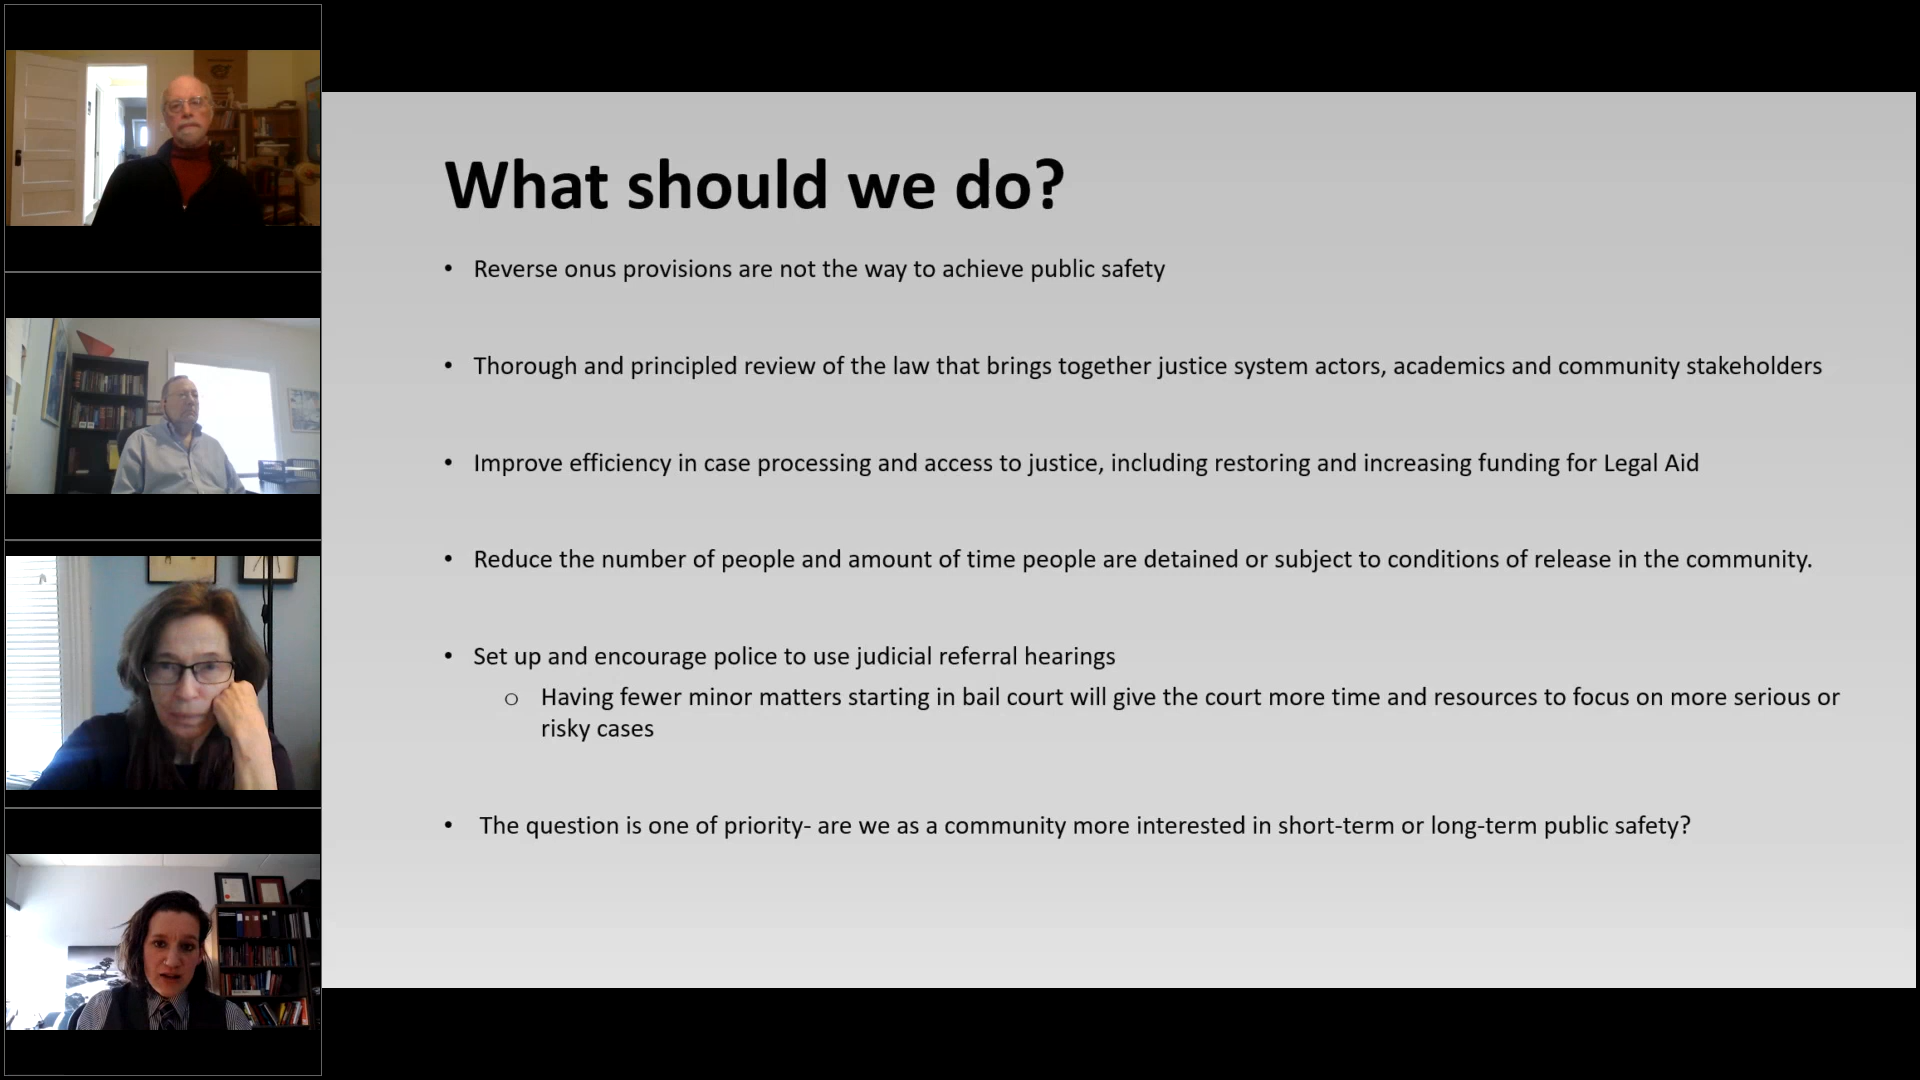 What should we do?
• Reverse onus provisions are not the way to achieve public safety
• Thorough and principled review of the law that brings together justice system actors, academics and community stakeholders
• Improve efficiency in case processing and access to justice, including restoring and increasing funding for Legal Aid
• Reduce the number of people and amount of time people are detained or subject to conditions of release in the community.
• Set up and encourage police to use judicial referral hearings
o Having fewer minor matters starting in bail court will give the court more time and resources to focus on more serious or
risky cases
• The question is one of priority- are we as a community more interested in short-term or long-term public safety?